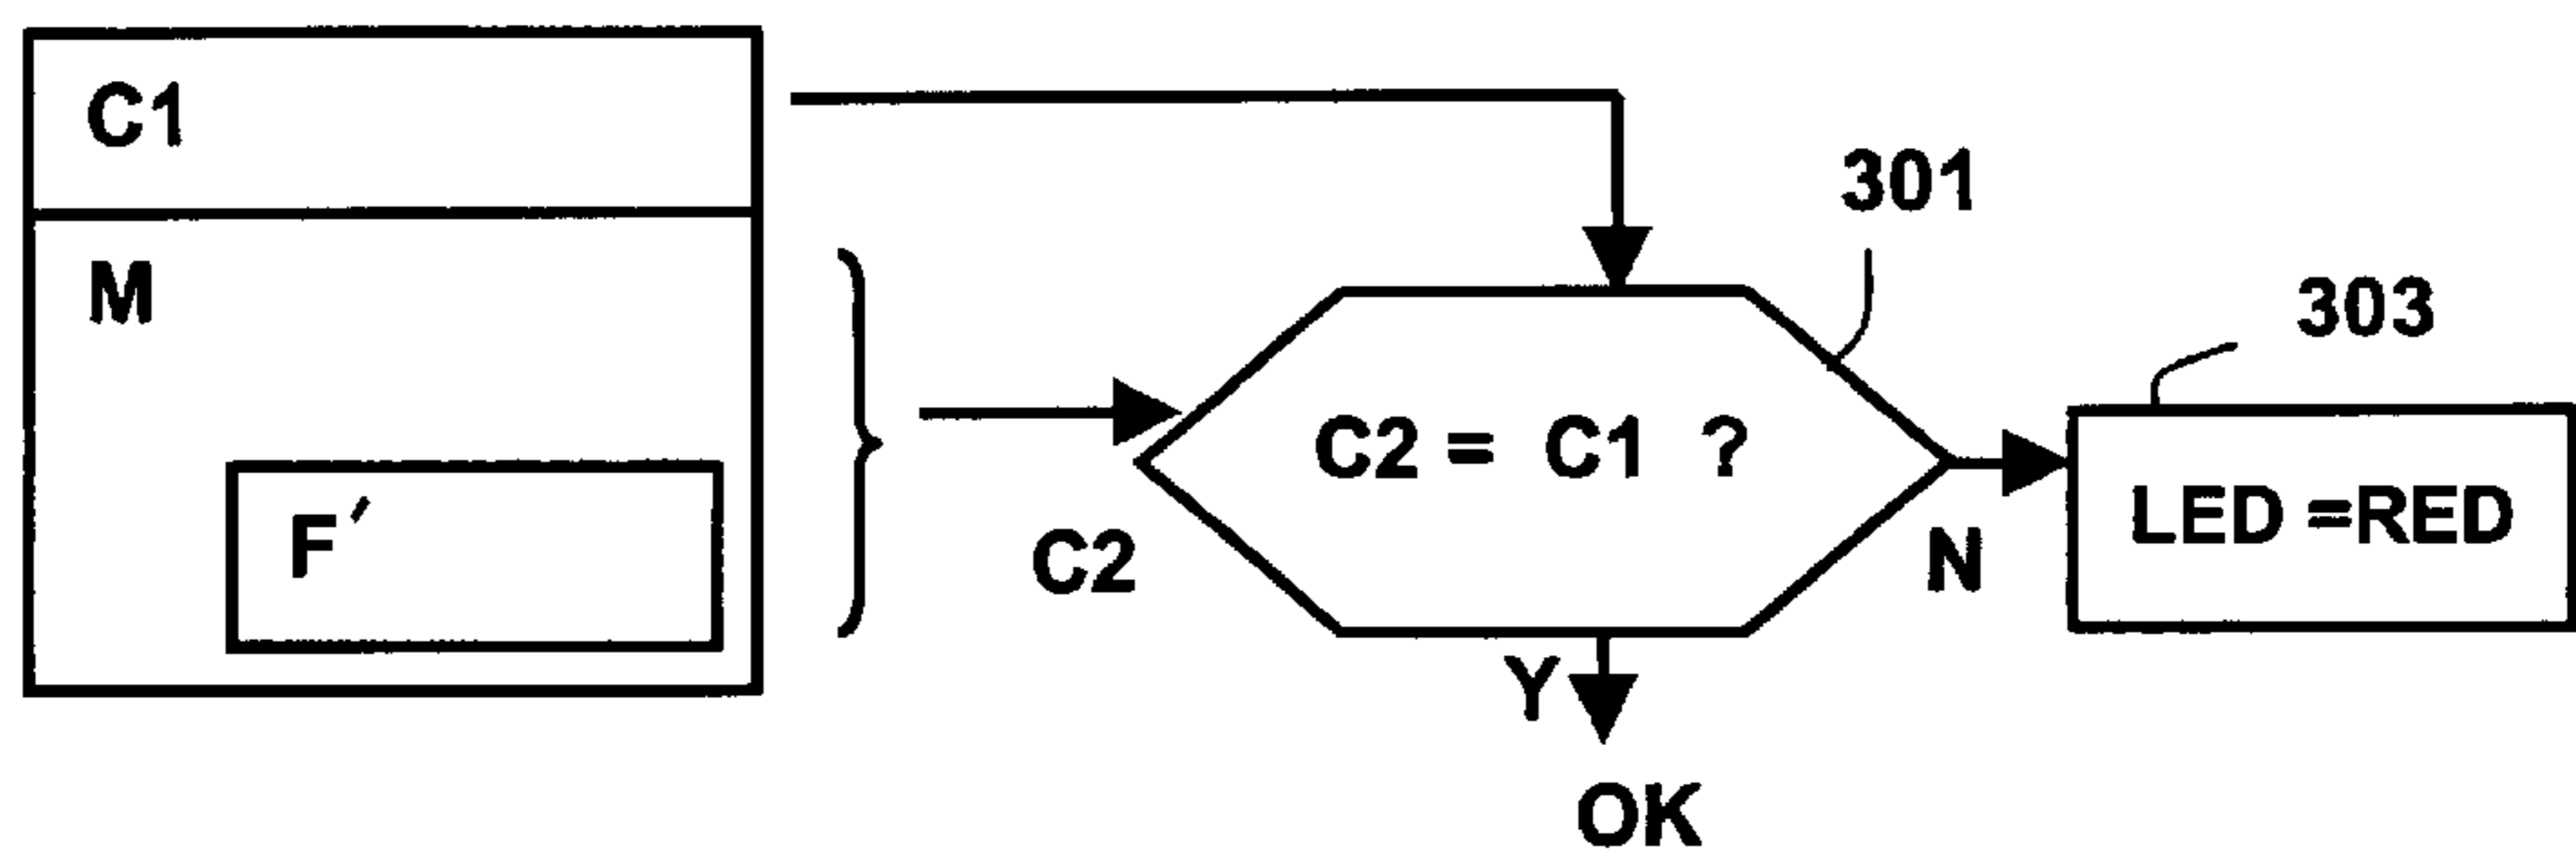 C1
301
M
303
C2 = C1 ?
LED =RED
F'
C2
N
Y
OK